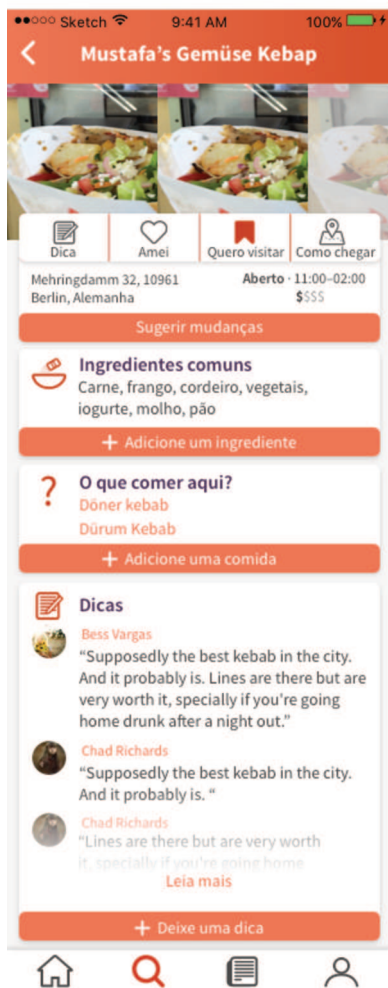 Sketch 9:41 AM 100%
Mustafa's Gemüse Kebap
Dica Amei Quero visitar Como chegar
Mehringdamm 32, 10961 Aberto · 11:00–02:00
Berlin, Alemanha $$$$
Sugerir mudanças
Ingredientes comuns
Carne, frango, cordeiro, vegetais,
iogurte, molho, pão
+ Adicione um ingrediente
? O que comer aqui?
Döner kebab
Dürum Kebab
+ Adicione uma comida
Dicas
Bess Vargas
“Supposedly the best kebab in the city.
And it probably is. Lines are there but are
very worth it, specially if you're going
home drunk after a night out.”
Chad Richards
“Supposedly the best kebab in the city.
And it probably is. “
Chad Richards
“Lines are there but are very worth
it, specially if you're going home
Leia mais
+ Deixe uma dica